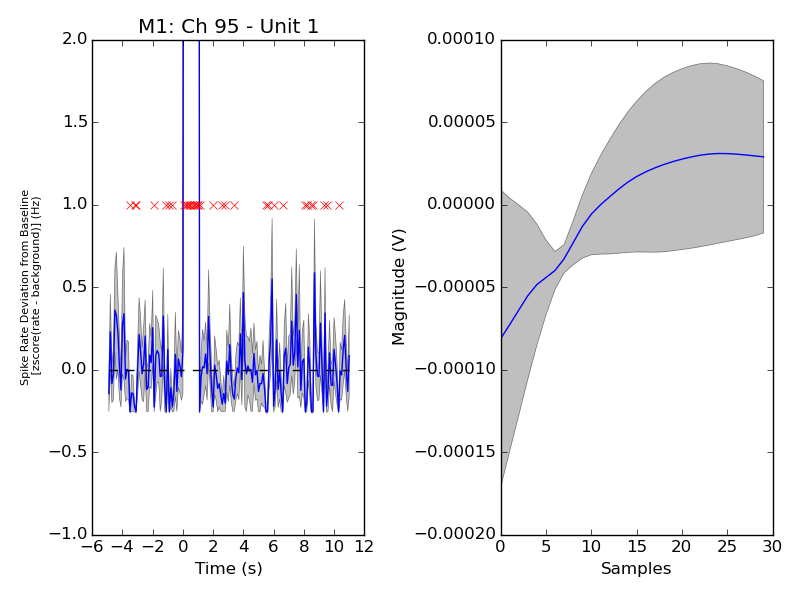 M1: Ch 95 - Unit 1
2.0
1.5
1.0
0.5
0.0
−0.5
−1.0
−6 −4 −2 0 2 4 6 8 10 12
Time (s)
Spike Rate Deviation from Baseline
[zscore(rate - background)] (Hz)
0.00010
0.00005
0.00000
−0.00005
−0.00010
−0.00015
−0.00020
0 5 10 15 20 25 30
Samples
Magnitude (V)